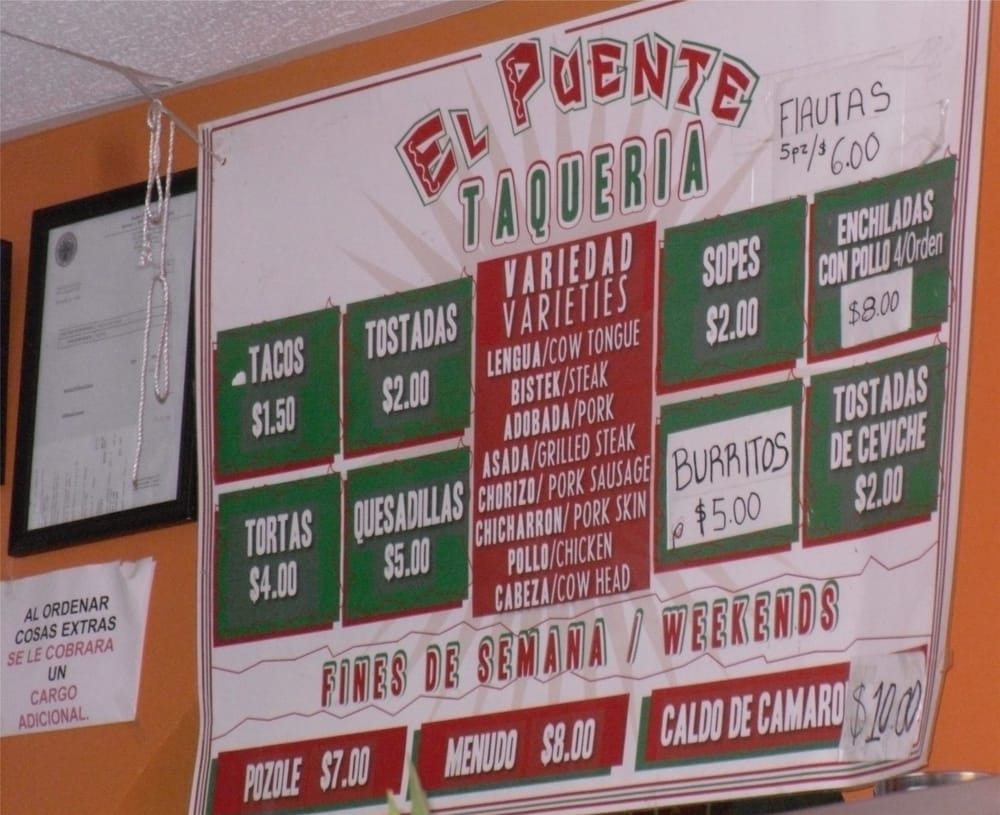 EL PUENTE
TAQUERIA
FlAUTAS
5pz/$6.00
TACOS
$1.50
TOSTADAS
$2.00
TORTAS
$4.00
QUESADILLAS
$5.00
VARIEDAD
VARIETIES
LENGUA/COW TONGUE
BISTEK/STEAK
ADOBADA/PORK
ASADA/GRILLED STEAK
CHORIZO/ PORK SAUSAGE
CHICHARRON/ PORK SKIN
POLLO/CHICKEN
CABEZA/COW HEAD
SOPES
$2.00
ENCHILADAS
CON POLLO 4/Orden
$8.00
BURRITOS
$5.00
TOSTADAS
DE CEVICHE
$2.00
FINES DE SEMANA / WEEKENDS
POZOLE $7.00
MENUDO $8.00
CALDO DE CAMARO $10.00
AL ORDENAR
COSAS EXTRAS
SE LE COBRARA
UN
CARGO
ADICIONAL.